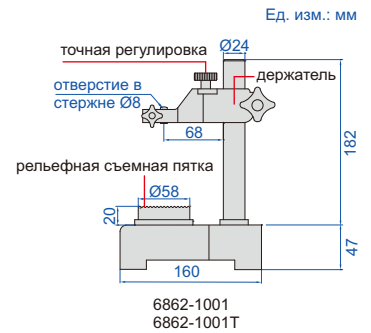 Ед. изм.: мм
точная регулировка
Ø24
отверстие в
стержне Ø8
держатель
68
182
рельефная съемная пятка
Ø58
20
47
160
6862-1001
6862-1001T